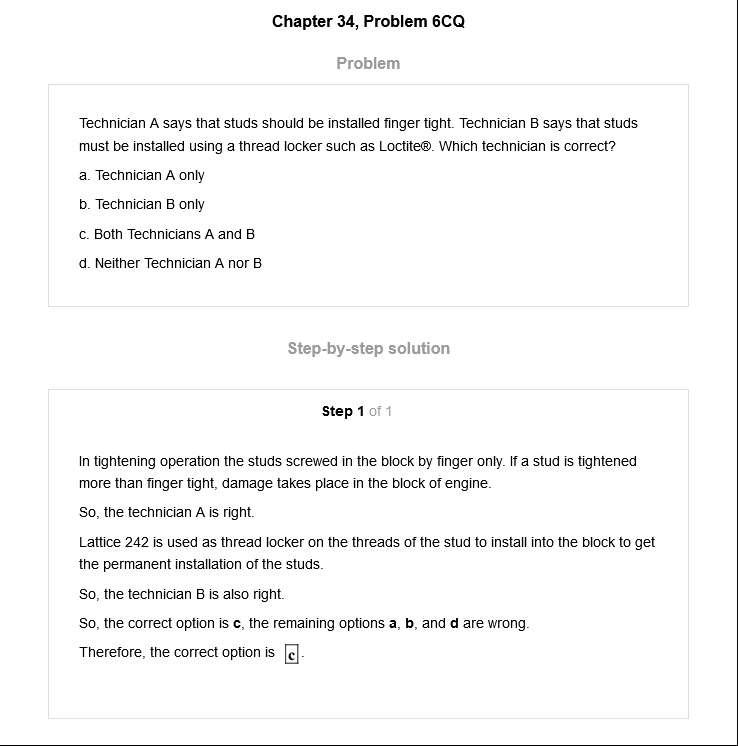 Chapter 34, Problem 6CQ
Problem
Technician A says that studs should be installed finger tight. Technician B says that studs
must be installed using a thread locker such as Loctite®. Which technician is correct?
a. Technician A only
b. Technician B only
c. Both Technicians A and B
d. Neither Technician A nor B
Step-by-step solution
Step 1 of 1
In tightening operation the studs screwed in the block by finger only. If a stud is tightened
more than finger tight, damage takes place in the block of engine.
So, the technician A is right.
Lattice 242 is used as thread locker on the threads of the stud to install into the block to get
the permanent installation of the studs.
So, the technician B is also right.
So, the correct option is c, the remaining options a, b, and d are wrong.
Therefore, the correct option is c.